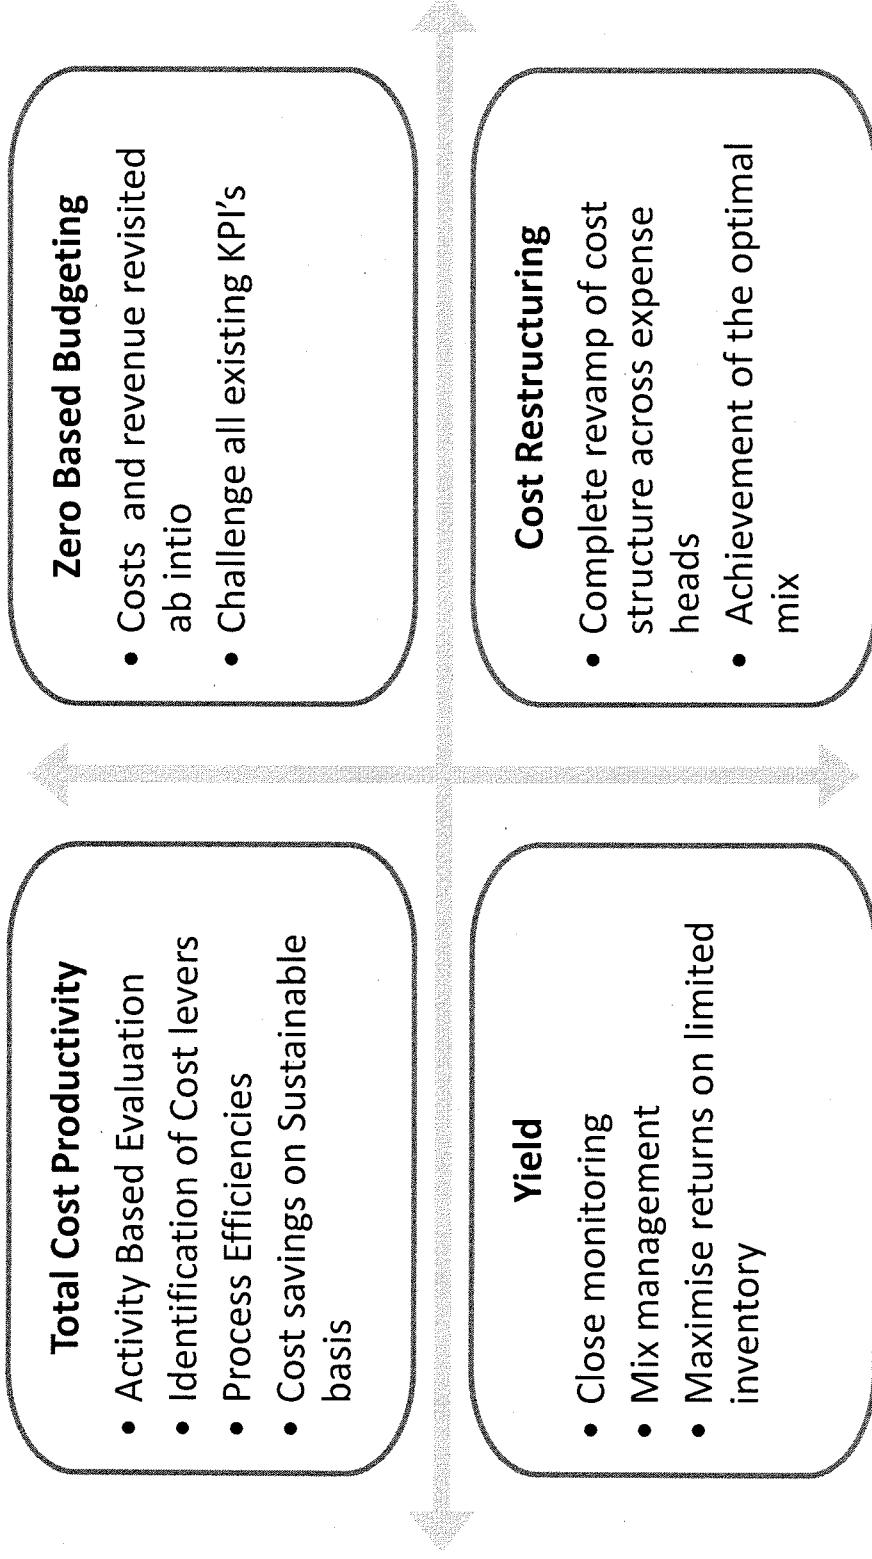 Total Cost Productivity
• Activity Based Evaluation
• Identification of Cost levers
• Process Efficiencies
• Cost savings on Sustainable
basis
Zero Based Budgeting
• Costs and revenue revisited
ab intio
• Challenge all existing KPI's
Yield
• Close monitoring
• Mix management
• Maximise returns on limited
inventory
Cost Restructuring
• Complete revamp of cost
structure across expense
heads
• Achievement of the optimal
mix